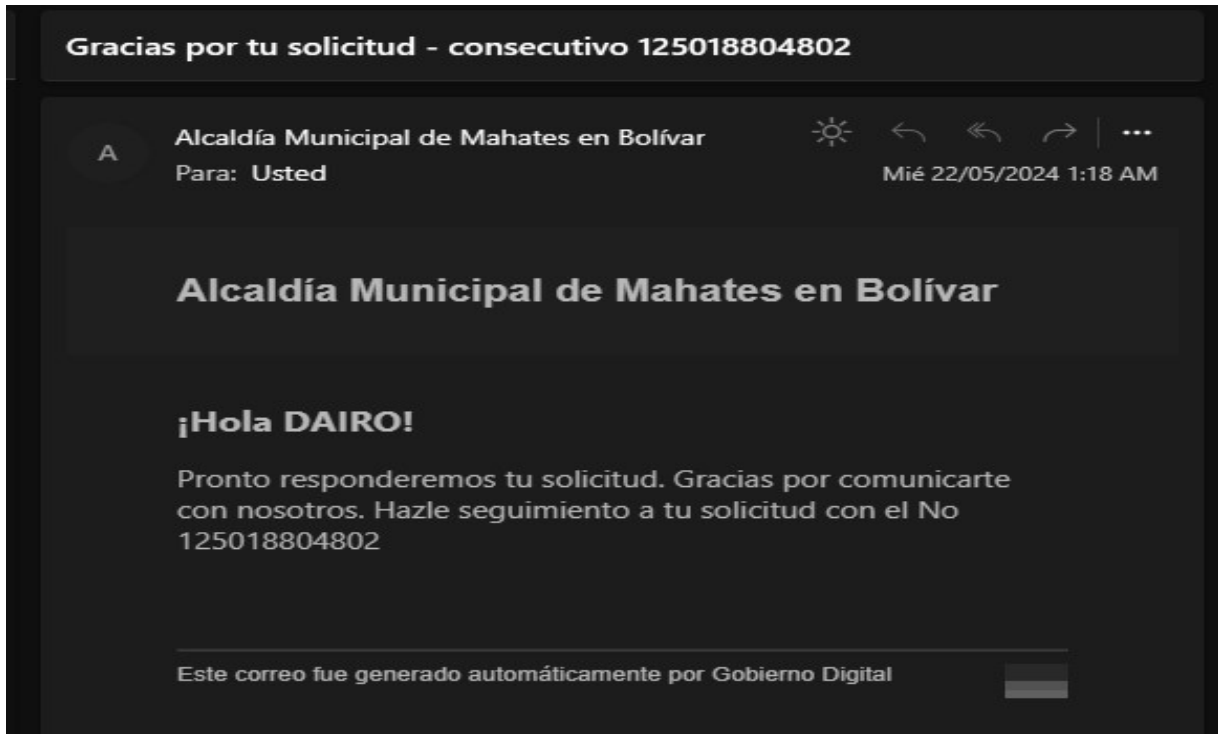 Gracias por tu solicitud - consecutivo 125018804802
A
Alcaldía Municipal de Mahates en Bolívar
Para: Usted
Mié 22/05/2024 1:18 AM
Alcaldía Municipal de Mahates en Bolívar
¡Hola DAIRO!
Pronto responderemos tu solicitud. Gracias por comunicarte
con nosotros. Hazle seguimiento a tu solicitud con el No
125018804802
Este correo fue generado automáticamente por Gobierno Digital